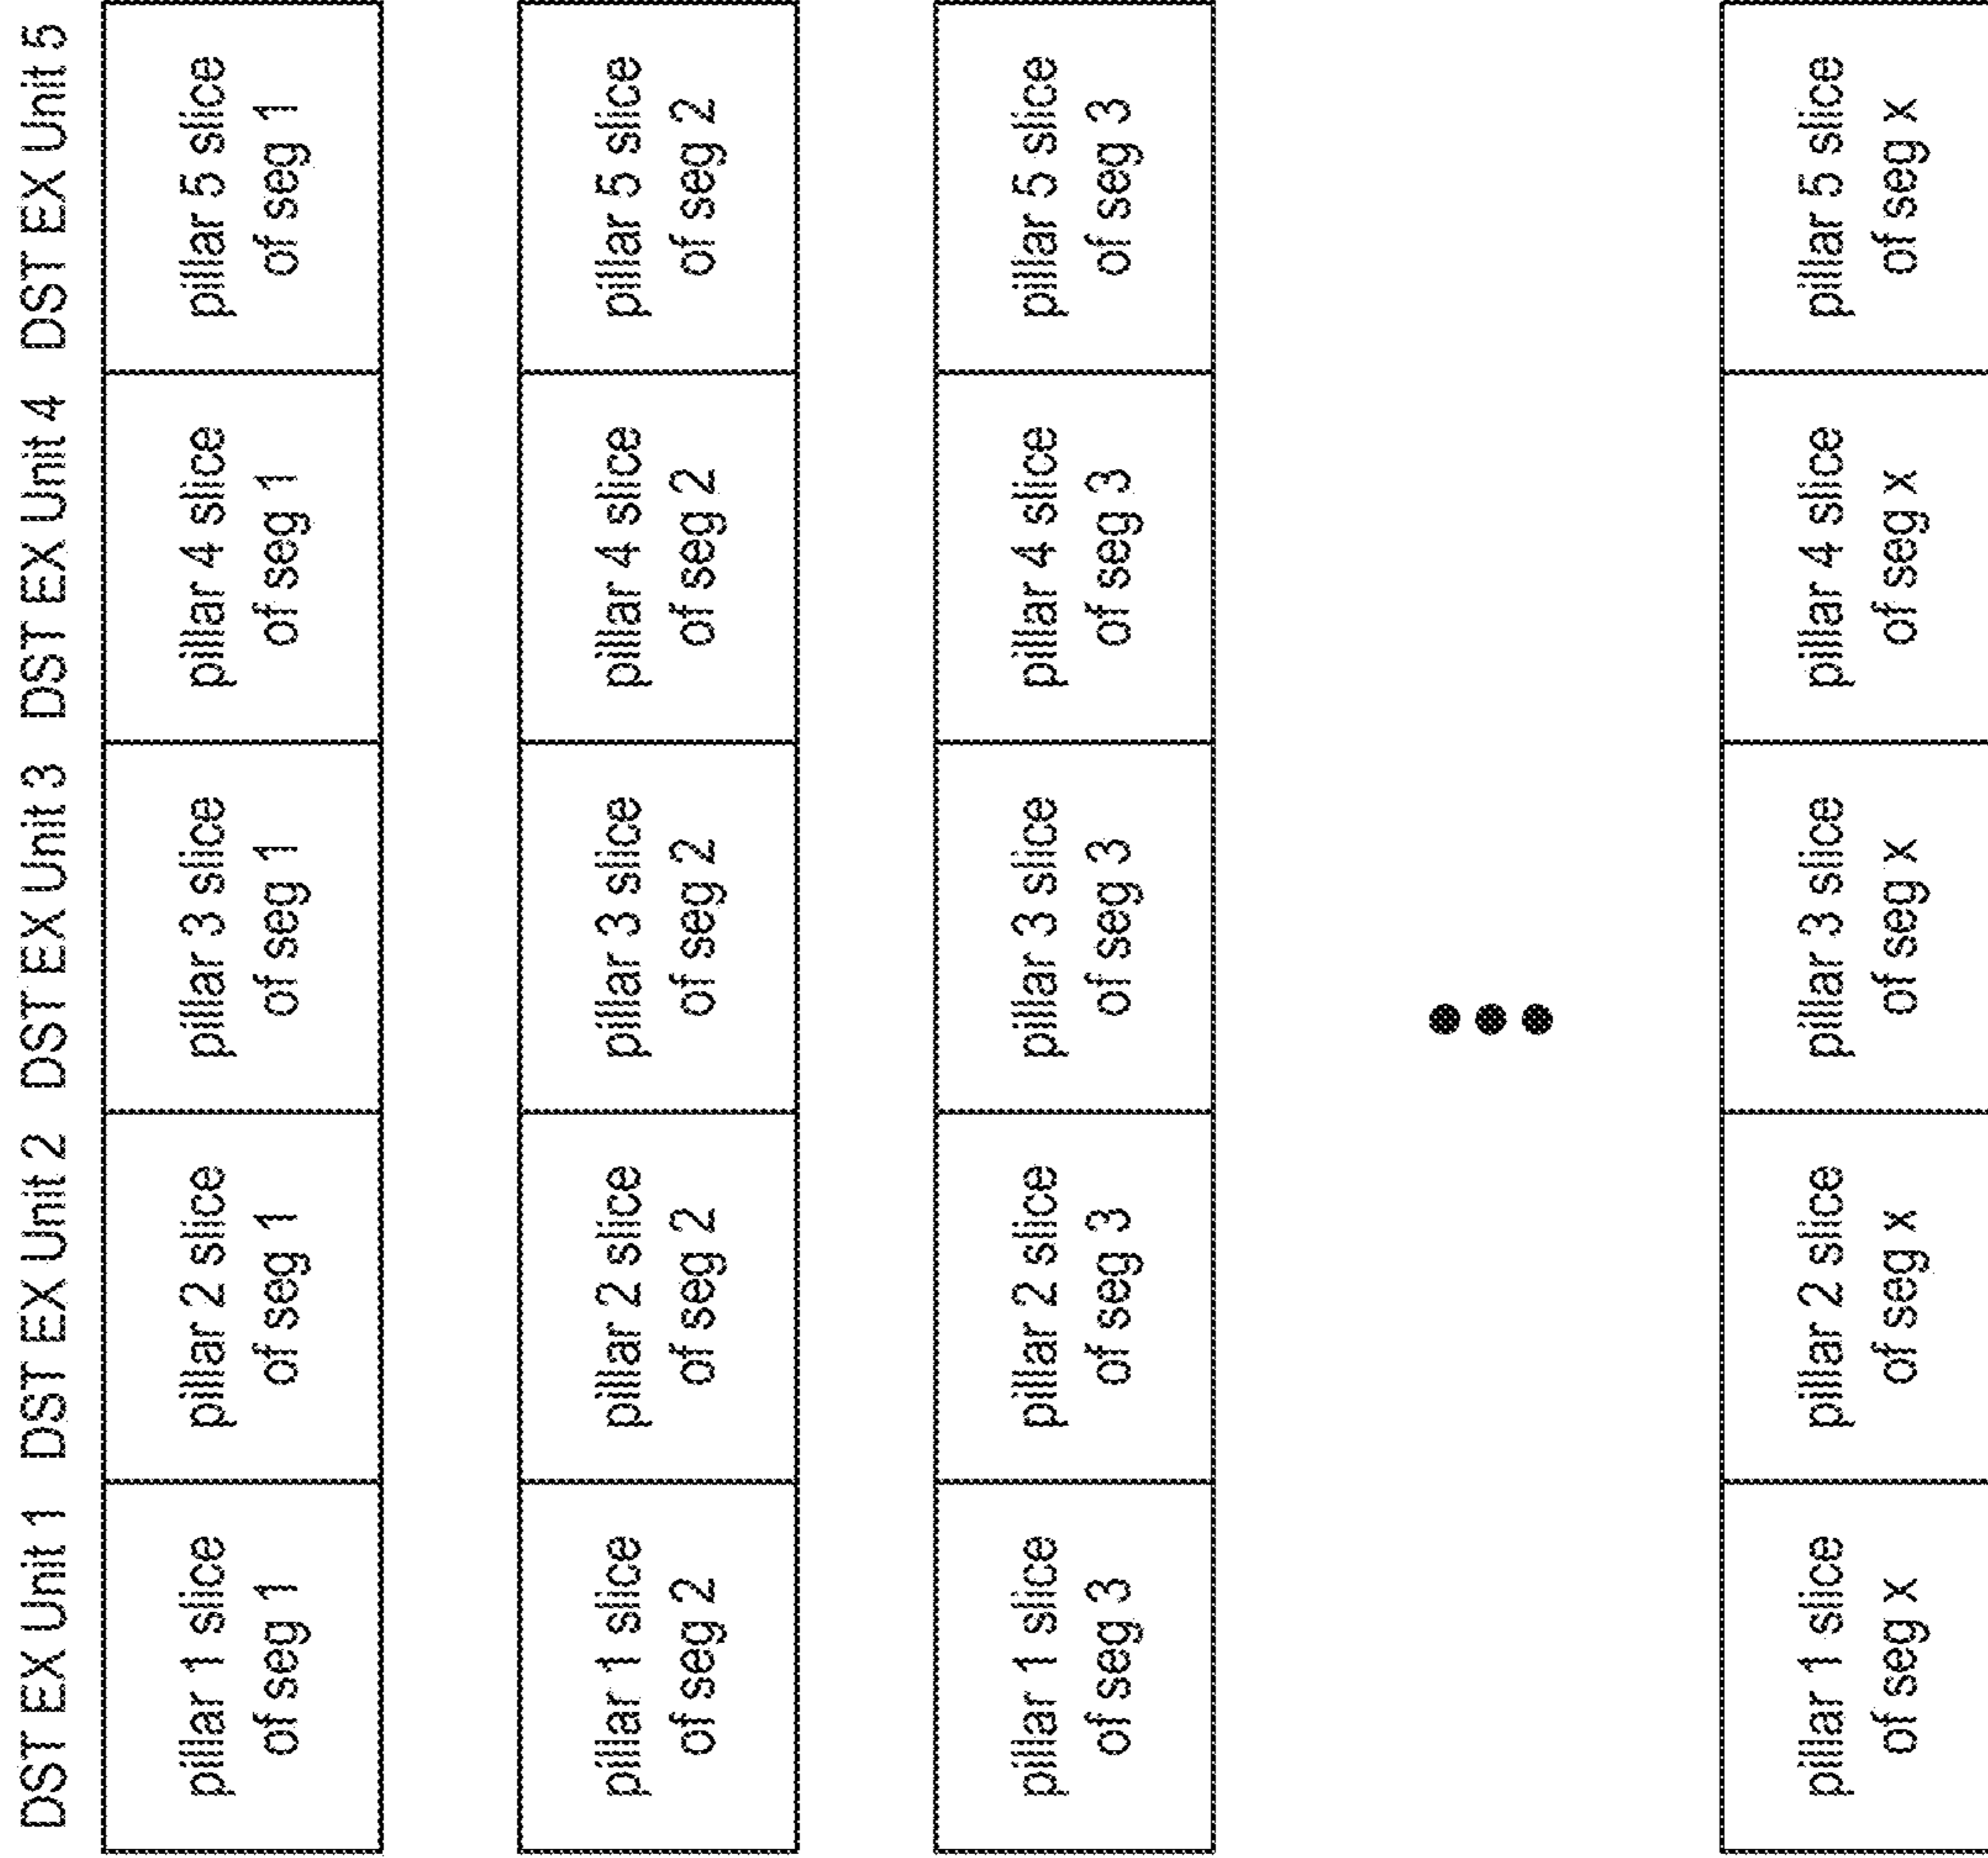 DST EX Unit 1 DST EX Unit 2 DST EX Unit 3 DST EX Unit 4 DST EX Unit 5
pillar 1 slice
of seg 1
pillar 2 slice
of seg 1
pillar 3 slice
of seg 1
pillar 4 slice
of seg 1
pillar 5 slice
of seg 1
pillar 1 slice
of seg 2
pillar 2 slice
of seg 2
pillar 3 slice
of seg 2
pillar 4 slice
of seg 2
pillar 5 slice
of seg 2
pillar 1 slice
of seg 3
pillar 2 slice
of seg 3
pillar 3 slice
of seg 3
pillar 4 slice
of seg 3
pillar 5 slice
of seg 3
pillar 1 slice
of seg x
pillar 2 slice
of seg x
pillar 3 slice
of seg x
pillar 4 slice
of seg x
pillar 5 slice
of seg x